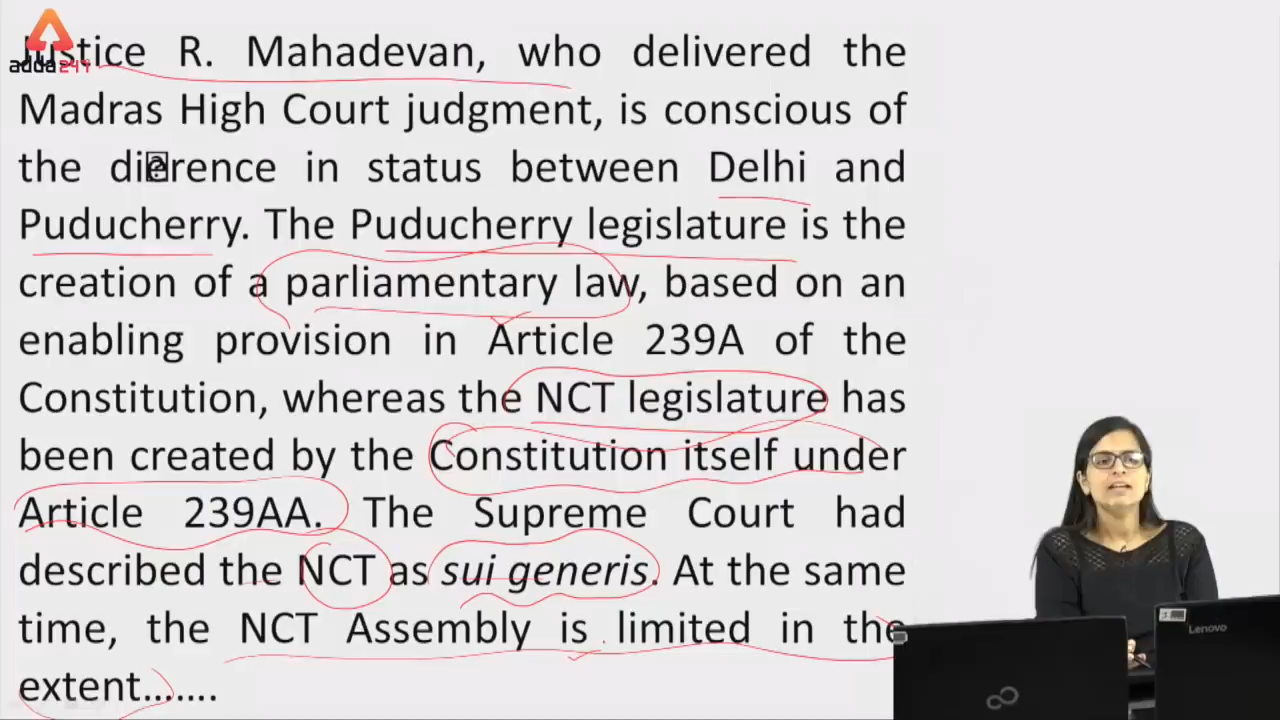 Justice R. Mahadevan, who delivered the
adda247
Madras High Court judgment, is conscious of
the di�erence in status between Delhi and
Puducherry. The Puducherry legislature is the
creation of a parliamentary law, based on an
enabling provision in Article 239A of the
Constitution, whereas the NCT legislature has
been created by the Constitution itself under
Article 239AA. The Supreme Court had
described the NCT as sui generis. At the same
time, the NCT Assembly is limited in the
extent…….
Lenovo